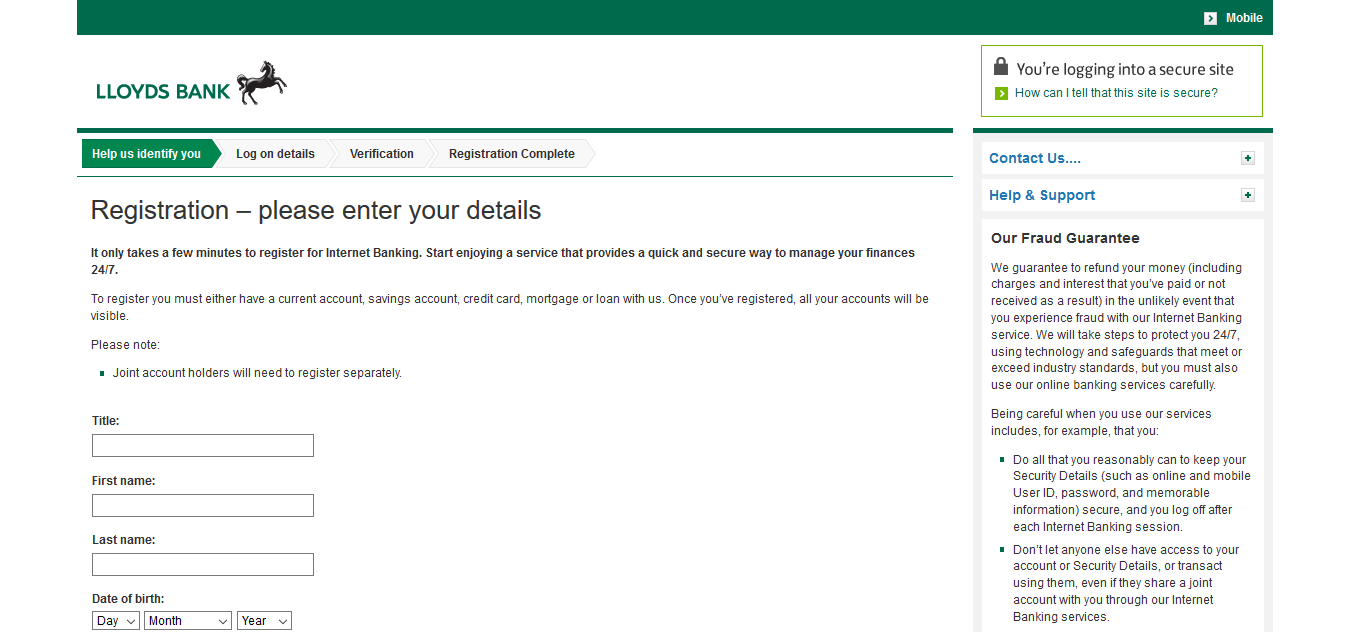 Mobile
LLOYDS BANK
You're logging into a secure site
How can I tell that this site is secure?
Help us identify you
Log on details
Verification
Registration Complete
Registration – please enter your details
It only takes a few minutes to register for Internet Banking. Start enjoying a service that provides a quick and secure way to manage your finances
24/7.
To register you must either have a current account, savings account, credit card, mortgage or loan with us. Once you've registered, all your accounts will be
visible.
Please note:
Joint account holders will need to register separately.
Title:
First name:
Last name:
Date of birth:
Day
Month
Year
Contact Us....
Help & Support
Our Fraud Guarantee
We guarantee to refund your money (including
charges and interest that you've paid or not
received as a result) in the unlikely event that
you experience fraud with our Internet Banking
service. We will take steps to protect you 24/7,
using technology and safeguards that meet or
exceed industry standards, but you must also
use our online banking services carefully.
Being careful when you use our services
includes, for example, that you:
Do all that you reasonably can to keep your
Security Details (such as online and mobile
User ID, password, and memorable
information) secure, and you log off after
each Internet Banking session.
Don't let anyone else have access to your
account or Security Details, or transact
using them, even if they share a joint
account with you through our Internet
Banking services.